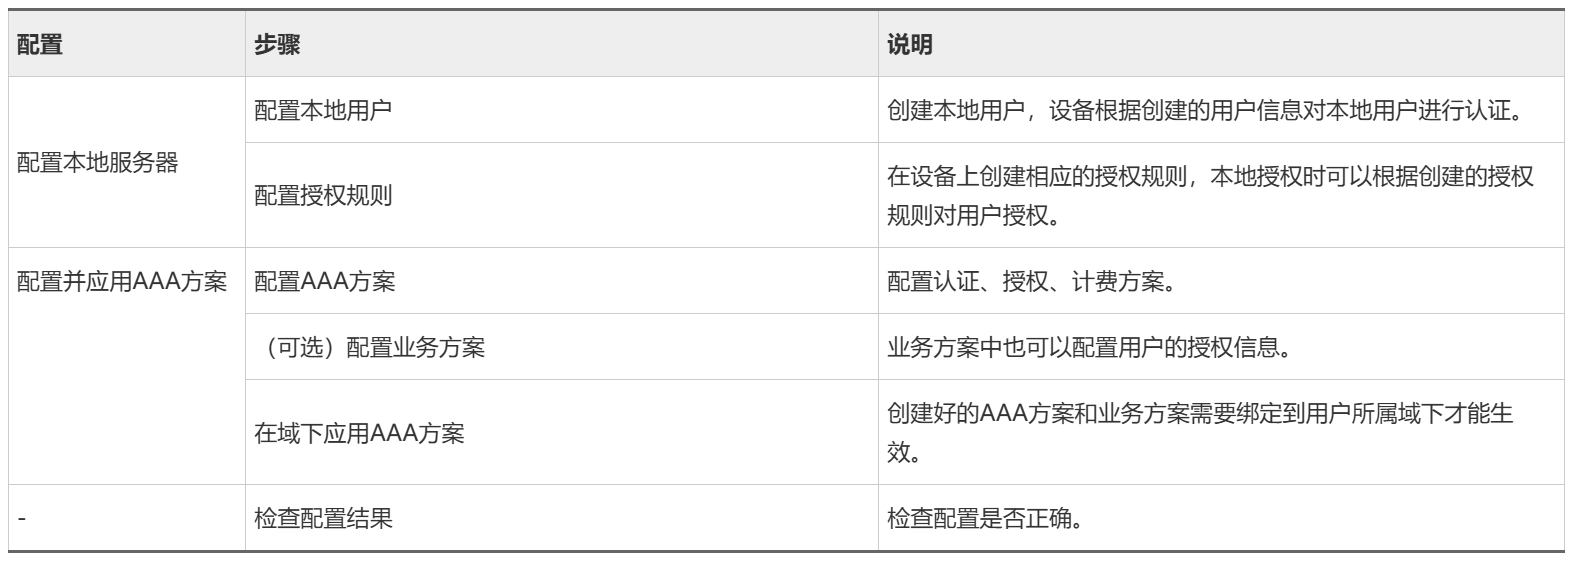 配置
步骤
说明
配置本地服务器
配置本地用户
创建本地用户，设备根据创建的用户信息对本地用户进行认证。
配置授权规则
在设备上创建相应的授权规则，本地授权时可以根据创建的授权
规则对用户授权。
配置并应用AAA方案
配置AAA方案
配置认证、授权、计费方案。
（可选）配置业务方案
业务方案中也可以配置用户的授权信息。
在域下应用AAA方案
创建好的AAA方案和业务方案需要绑定到用户所属域下才能生
效。
-
检查配置结果
检查配置是否正确。